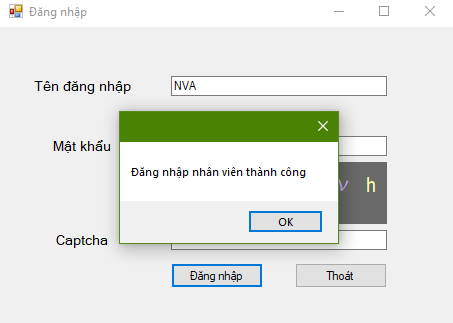 Đăng nhập
Tên đăng nhập
NVA
Mật khẩu
Đăng nhập nhân viên thành công
h
OK
Captcha
Đăng nhập
Thoát